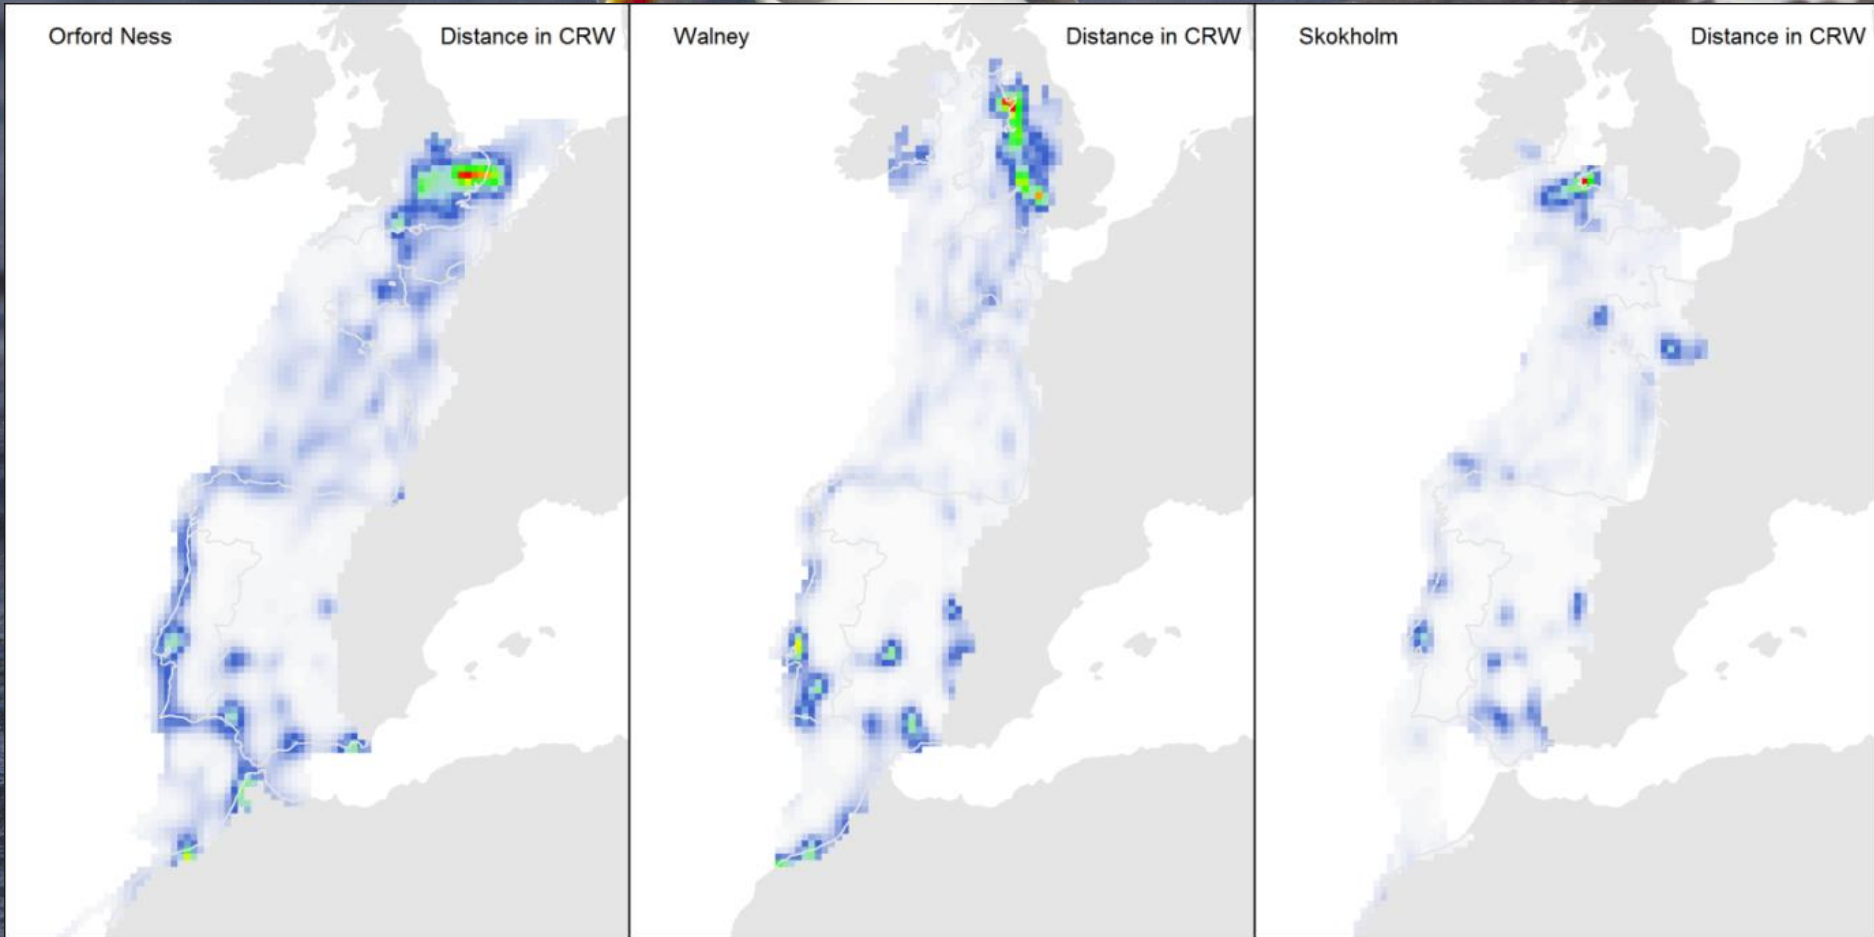 Orford Ness Distance in CRW
Walney Distance in CRW
Skokholm Distance in CRW